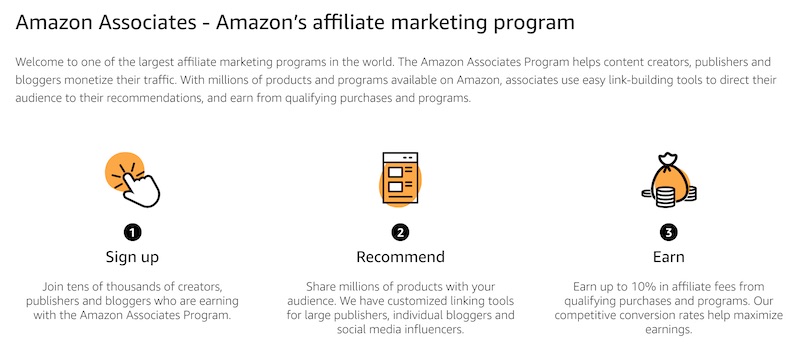 Amazon Associates - Amazon’s affiliate marketing program
Welcome to one of the largest affiliate marketing programs in the world. The Amazon Associates Program helps content creators, publishers and
bloggers monetize their traffic. With millions of products and programs available on Amazon, associates use easy link-building tools to direct their
audience to their recommendations, and earn from qualifying purchases and programs.
1
Sign up
Join tens of thousands of creators,
publishers and bloggers who are earning
with the Amazon Associates Program.
2
Recommend
Share millions of products with your
audience. We have customized linking tools
for large publishers, individual bloggers and
social media influencers.
3
Earn
Earn up to 10% in affiliate fees from
qualifying purchases and programs. Our
competitive conversion rates help maximize
earnings.